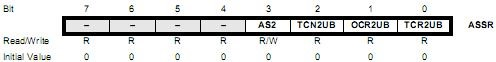 Bit 7 6 5 4 3 2 1 0
– – – – AS2 TCN2UB OCR2UB TCR2UB ASSR
Read/Write R R R R R/W R R R
Initial Value 0 0 0 0 0 0 0 0